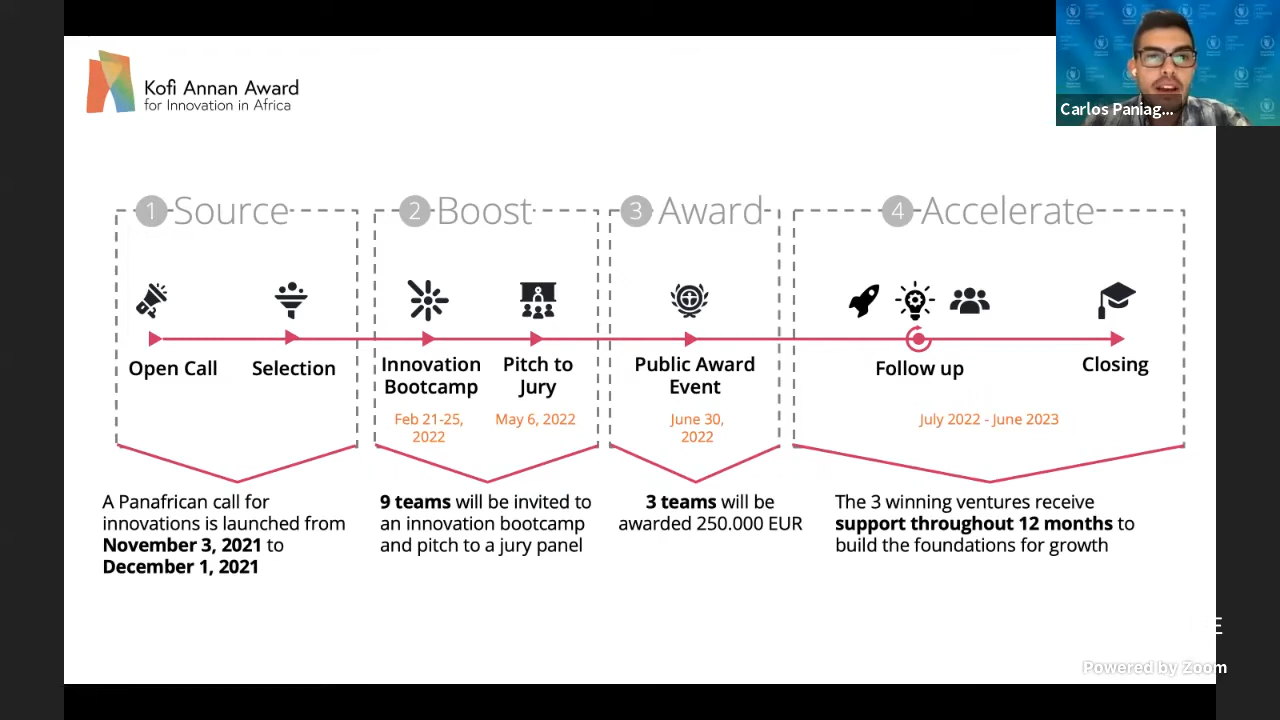 Kofi Annan Award
for Innovation in Africa
Carlos Paniag...
1 Source
2 Boost
3 Award
4 Accelerate
Open Call
Selection
Innovation
Bootcamp
Feb 21-25,
2022
Pitch to
Jury
May 6, 2022
Public Award
Event
June 30,
2022
Follow up
July 2022 - June 2023
Closing
A Panafrican call for
innovations is launched from
November 3, 2021 to
December 1, 2021
9 teams will be invited to
an innovation bootcamp
and pitch to a jury panel
3 teams will be
awarded 250.000 EUR
The 3 winning ventures receive
support throughout 12 months to
build the foundations for growth
E
Powered by Zoom